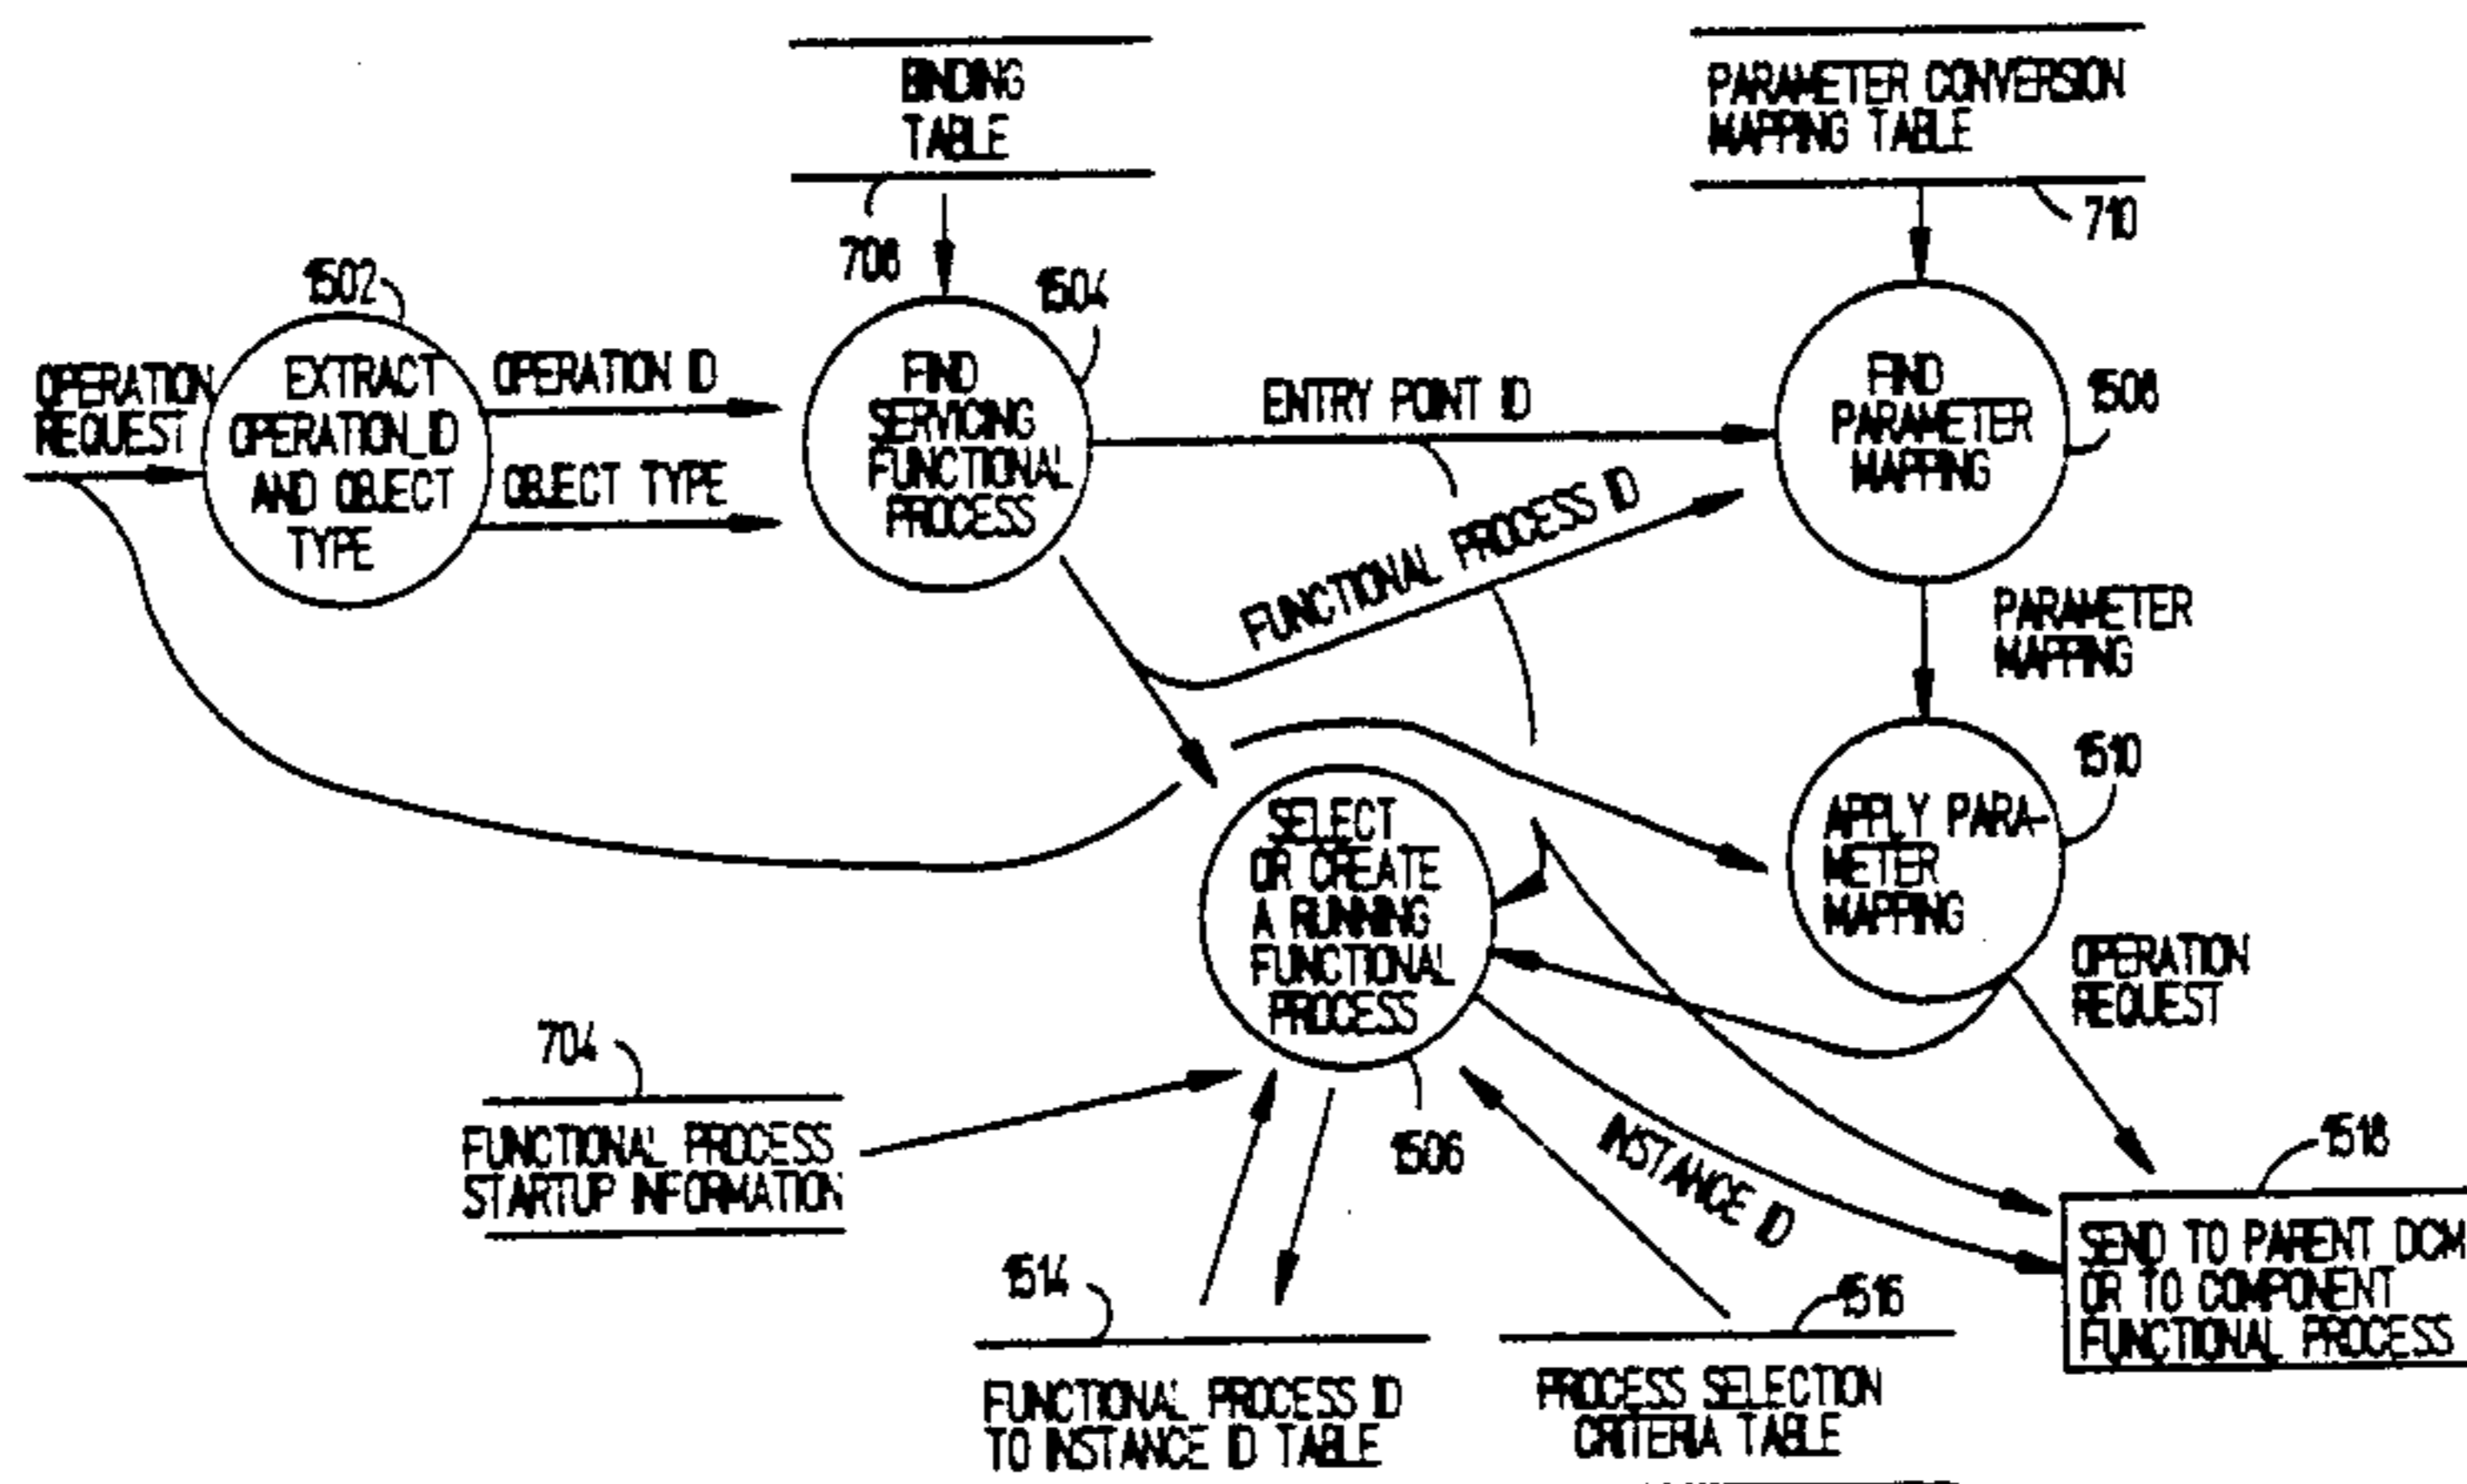 BINDING
TABLE
PARAMETER CONVERSION
MAPPING TABLE
708
710
1502
1504
OPERATION
REQUEST
EXTRACT
OPERATION_ID
AND OBJECT
TYPE
OPERATION ID
OBJECT TYPE
FIND
SERVICING
FUNCTIONAL
PROCESS
ENTRY POINT ID
FUNCTIONAL PROCESS ID
FIND
PARAMETER
MAPPING
1508
PARAMETER
MAPPING
1510
APPLY PARA-
METER
MAPPING
SELECT
OR CREATE
A RUNNING
FUNCTIONAL
PROCESS
OPERATION
REQUEST
704
FUNCTIONAL PROCESS
STARTUP INFORMATION
1506
INSTANCE ID
1518
SEND TO PARENT DCM
OR TO COMPONENT
FUNCTIONAL PROCESS
1514
FUNCTIONAL PROCESS ID
TO INSTANCE ID TABLE
1516
PROCESS SELECTION
CRITERIA TABLE